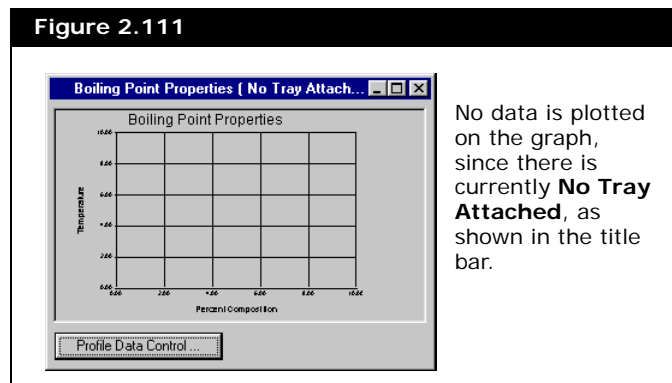 Figure 2.111
Boiling Point Properties ( No Tray Attach...
Boiling Point Properties
Temperature
Percent Composition
Profile Data Control ...
No data is plotted
on the graph,
since there is
currently No Tray
Attached, as
shown in the title
bar.